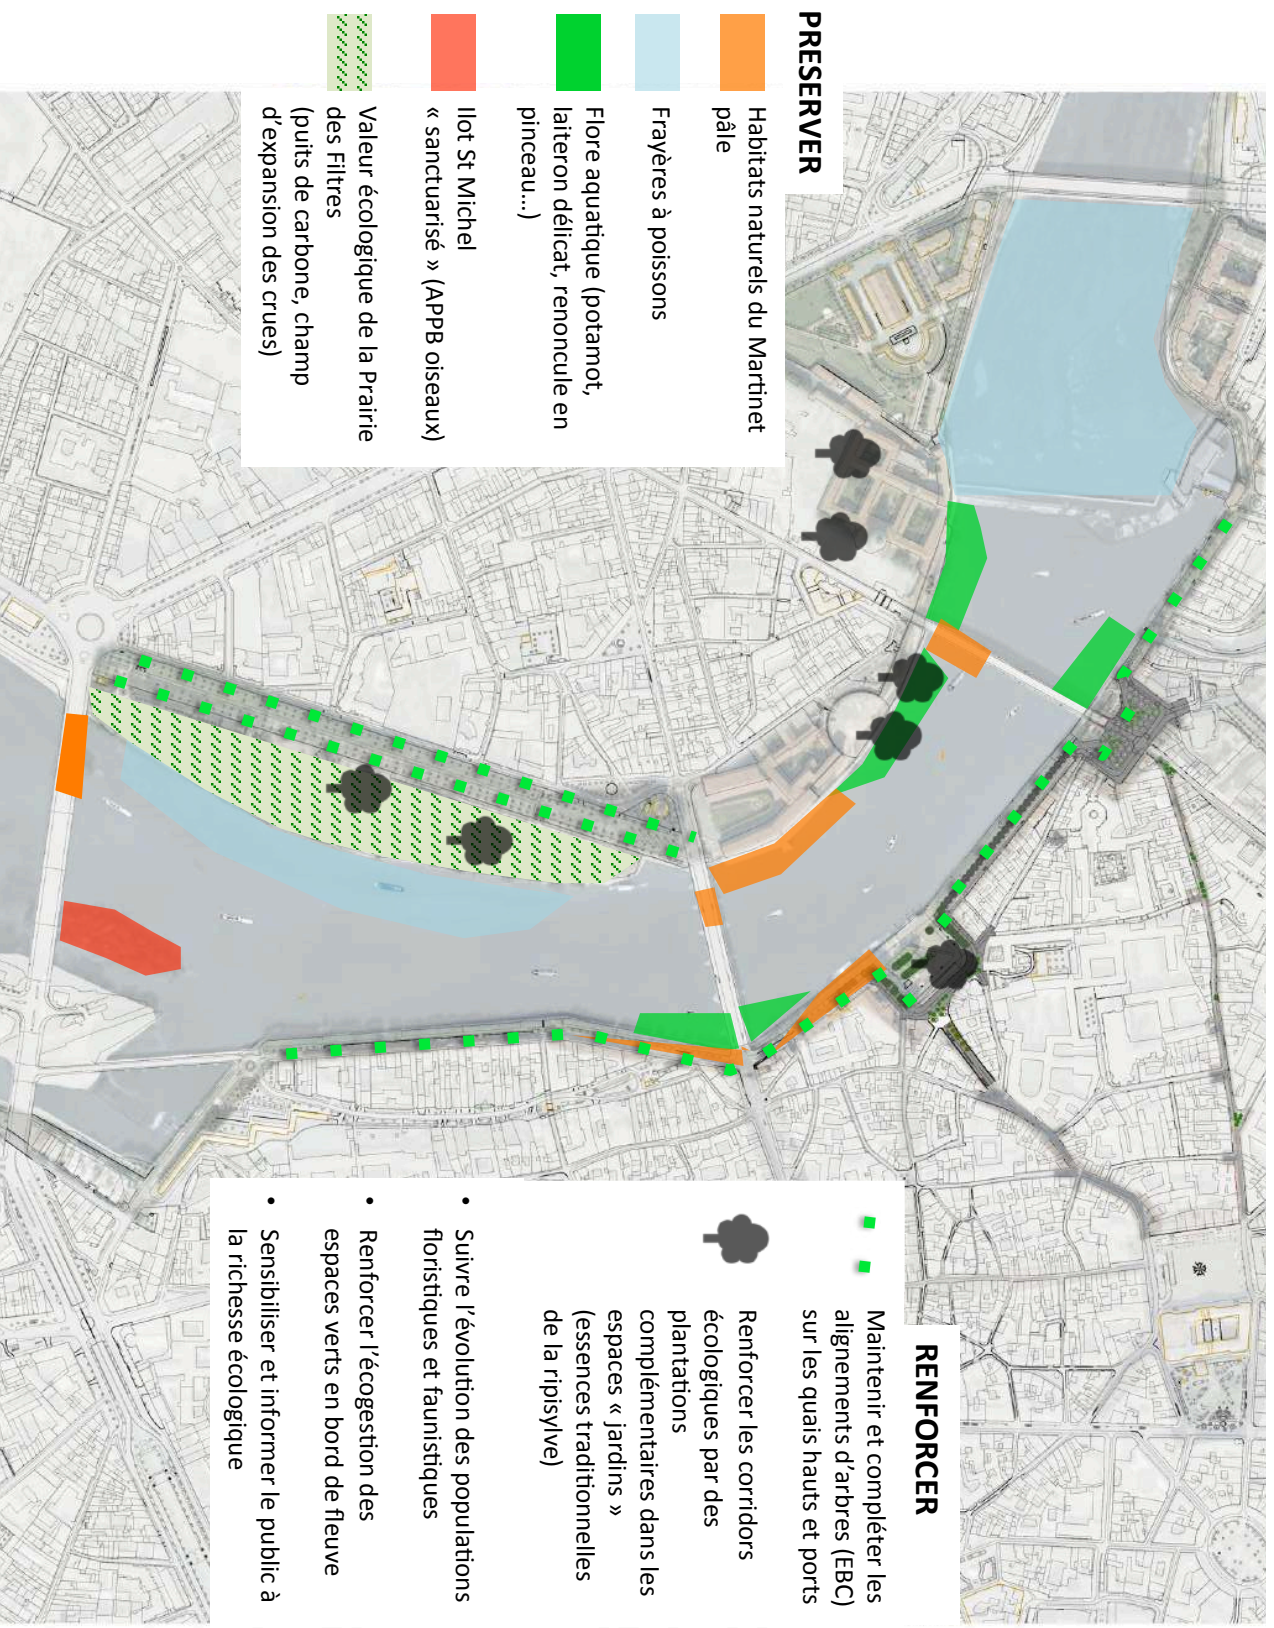 PRESERVER
Habitats naturels du Martinet
pâle
Frayères à poissons
Flore aquatique (potamot,
laiteron délicat, renoncule en
pinceau…)
Ilot St Michel
« sanctuarisé » (APPB oiseaux)
Valeur écologique de la Prairie
des Filtres
(puits de carbone, champ
d’expansion des crues)
RENFORCER
Maintenir et compléter les
alignements d’arbres (EBC)
sur les quais hauts et ports
Renforcer les corridors
écologiques par des
plantations
complémentaires dans les
espaces « jardins »
(essences traditionnelles
de la ripisylve)
• Suivre l’évolution des populations
floristiques et faunistiques
• Renforcer l’écogestion des
espaces verts en bord de fleuve
• Sensibiliser et informer le public à
la richesse écologique